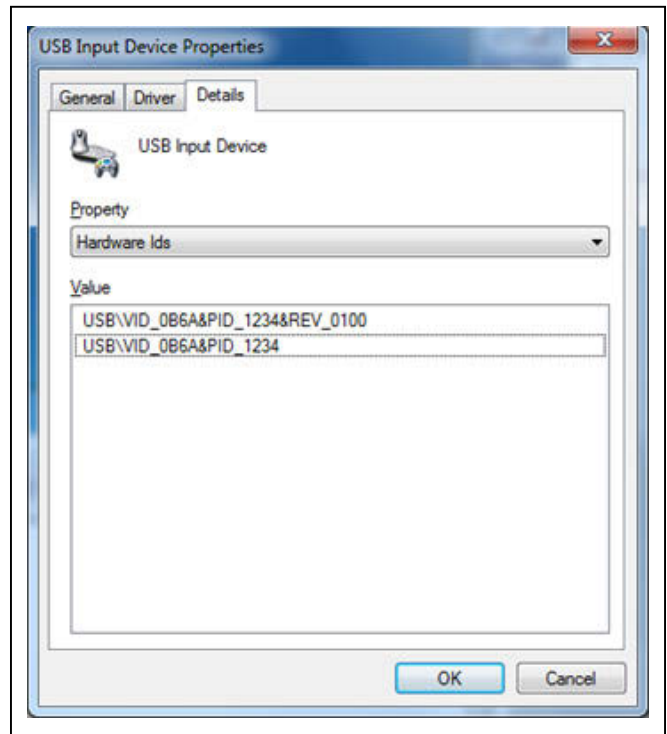 USB Input Device Properties
General Driver Details
USB Input Device
Property
Hardware Ids
Value
USB\VID_0B6A&PID_1234&REV_0100
USB\VID_0B6A&PID_1234
OK Cancel